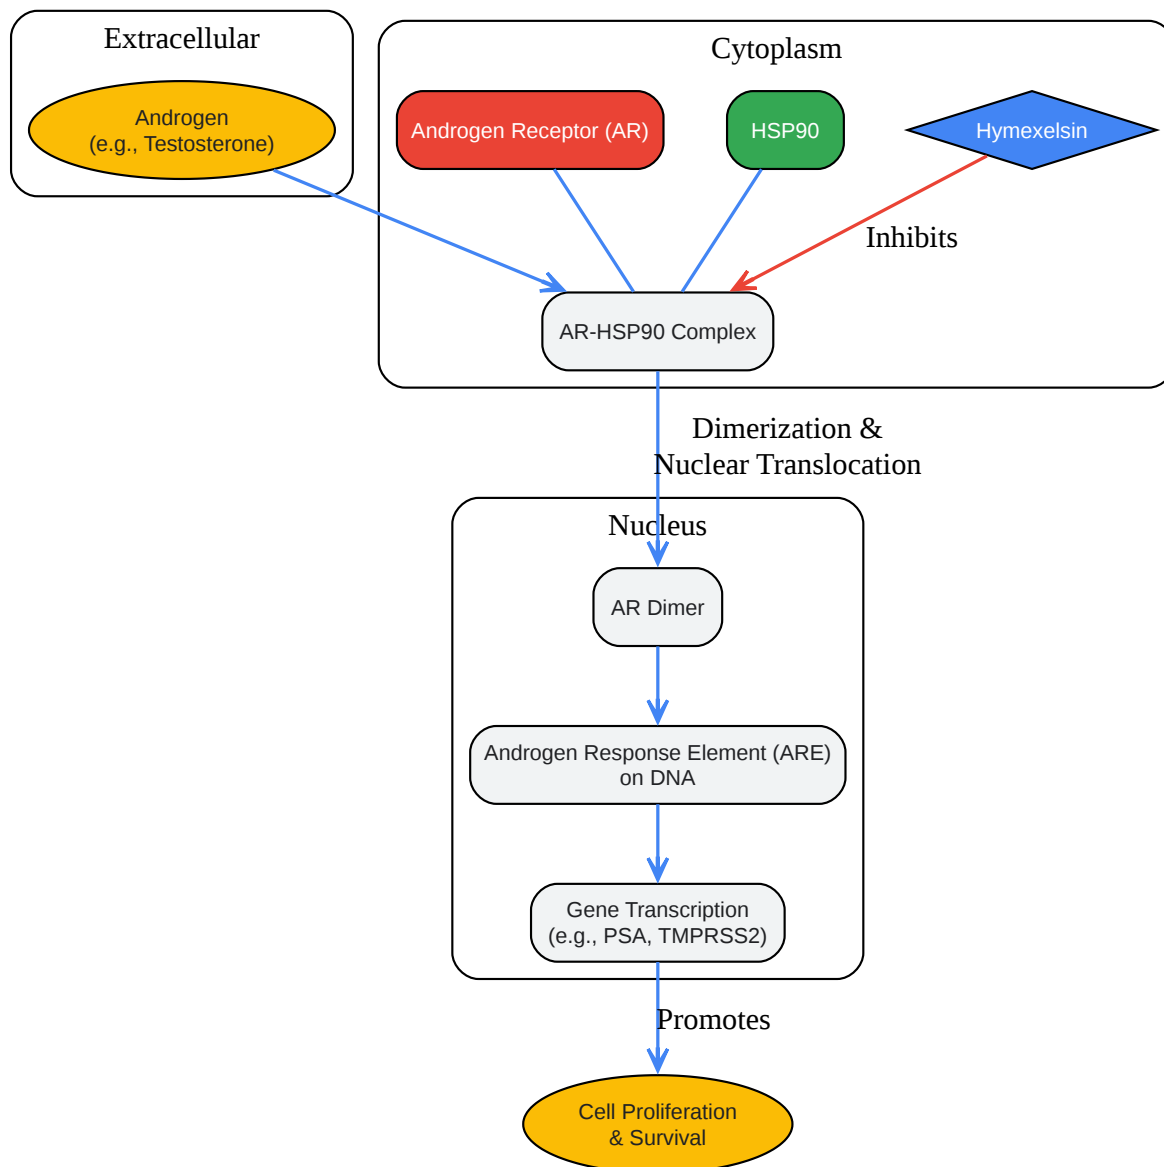 Extracellular
Androgen
(e.g., Testosterone)
Cytoplasm
Androgen Receptor (AR)
HSP90
Hymexelsin
Inhibits
AR-HSP90 Complex
Dimerization &
Nuclear Translocation
Nucleus
AR Dimer
Androgen Response Element (ARE)
on DNA
Gene Transcription
(e.g., PSA, TMPRSS2)
Promotes
Cell Proliferation
& Survival